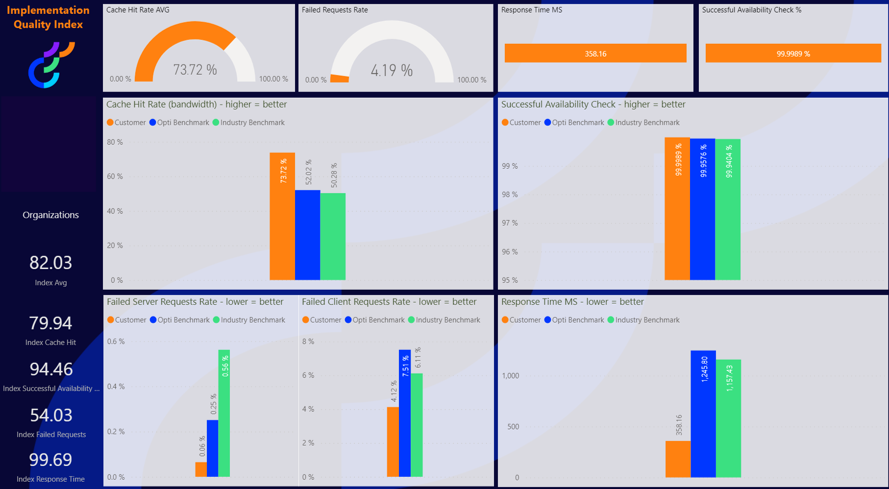 Implementation
Quality Index
Organizations
82.03
Index Avg
79.94
Index Cache Hit
94.46
Index Successful Availability ...
54.03
Index Failed Requests
99.69
Index Response Time
Cache Hit Rate AVG
73.72 %
0.00 %
100.00 %
Failed Requests Rate
4.19 %
0.00 %
100.00 %
Response Time MS
358.16
Successful Availability Check %
99.9989 %
Cache Hit Rate (bandwidth) - higher = better
Customer Opti Benchmark Industry Benchmark
80 %
60 %
40 %
20 %
0 %
73.72 %
52.02 %
50.28 %
Successful Availability Check - higher = better
Customer Opti Benchmark Industry Benchmark
99 %
98 %
97 %
96 %
95 %
99.9989 %
99.9576 %
99.9404 %
Failed Server Requests Rate - lower = better
Customer Opti Benchmark Industry Benchmark
0.6 %
0.4 %
0.2 %
0.0 %
0.06 %
0.25 %
0.56 %
Failed Client Requests Rate - lower = better
Customer Opti Benchmark Industry Benchmark
8 %
6 %
4 %
2 %
0 %
4.12 %
7.51 %
6.11 %
Response Time MS - lower = better
Customer Opti Benchmark Industry Benchmark
1,000
500
0
358.16
1,245.80
1,157.43